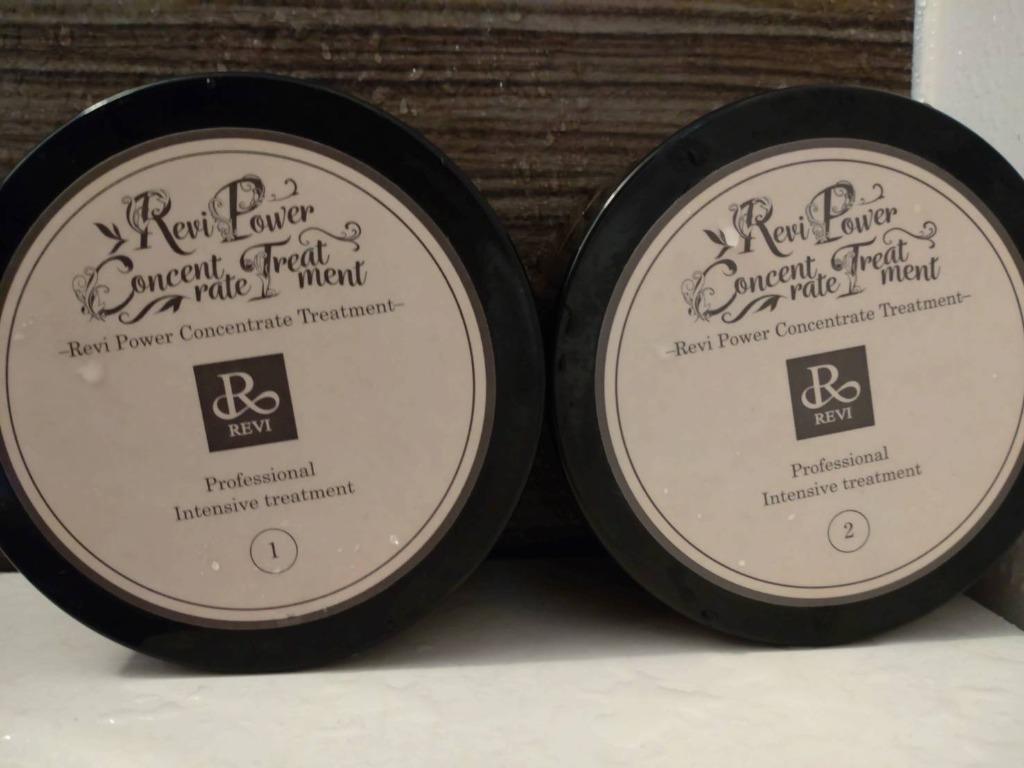 Revi Power
Concent Treat
rate ment
–Revi Power Concentrate Treatment–
R
REVI
Professional
Intensive treatment
1
Revi Power
Concent Treat
rate ment
–Revi Power Concentrate Treatment–
R
REVI
Professional
Intensive treatment
2